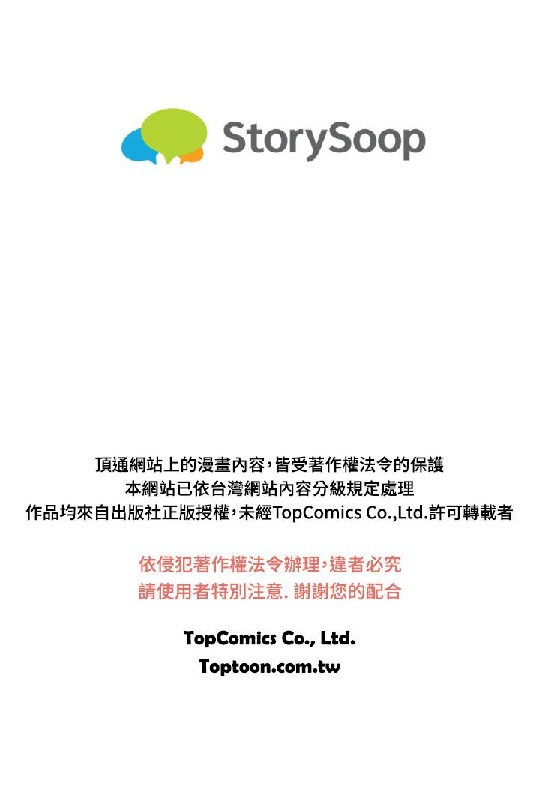 StorySoop
頂通網站上的漫畫內容，皆受著作權法令的保護
本網站已依台灣網站內容分級規定處理
作品均來自出版社正版授權，未經TopComics Co.,Ltd.許可轉載者
依侵犯著作權法令辦理，違者必究
請使用者特別注意. 謝謝您的配合
TopComics Co., Ltd.
Toptoon.com.tw